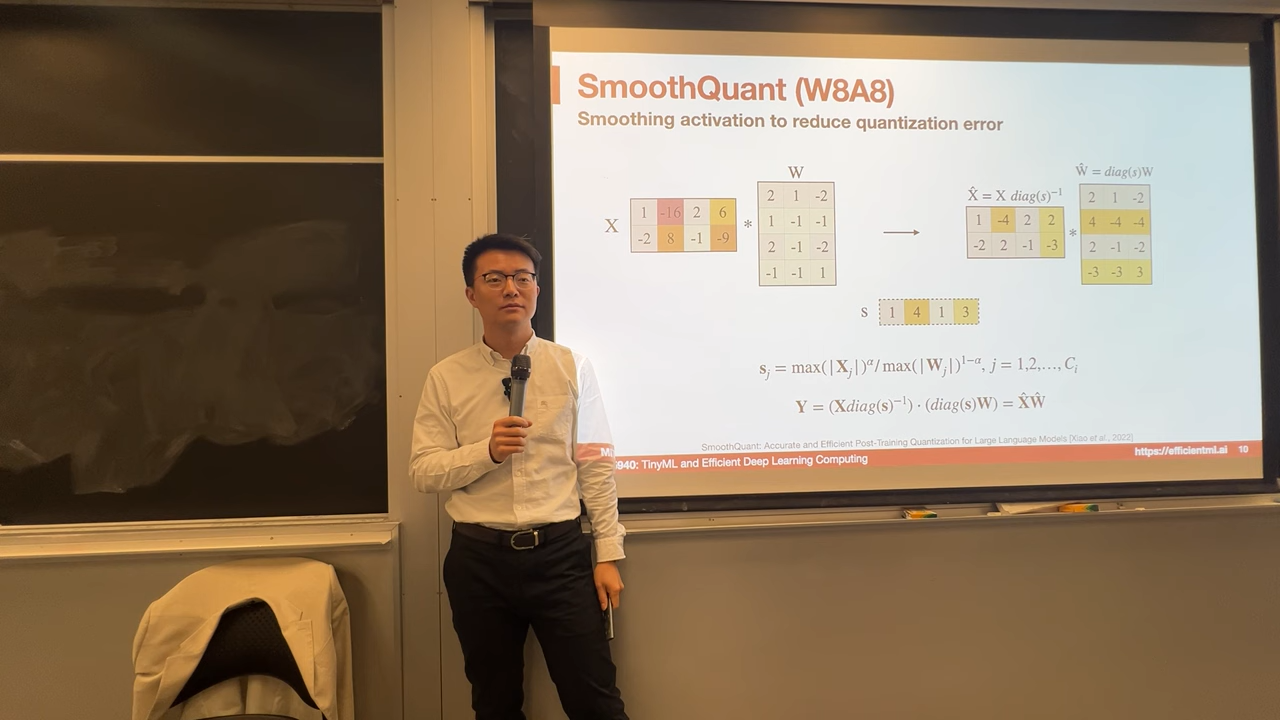 SmoothQuant (W8A8)
Smoothing activation to reduce quantization error
X
1 -16 2 6
-2 8 -1 -9
*
W
2 1 -2
1 -1 -1
2 -1 -2
-1 -1 1
→
X̂ = X diag(s)⁻¹
1 -4 2 2
-2 2 -1 -3
*
Ŵ = diag(s)W
2 1 -2
4 -4 -4
2 -1 -2
-3 -3 3
s 1 4 1 3
sⱼ = max(|Xⱼ|)^α/max(|Wⱼ|)^1−α, j = 1,2,…, Cᵢ
Y = (Xdiag(s)⁻¹) · (diag(s)W) = X̂Ŵ
SmoothQuant: Accurate and Efficient Post-Training Quantization for Large Language Models [Xiao et al., 2022]
940: TinyML and Efficient Deep Learning Computing
https://efficientml.ai 10